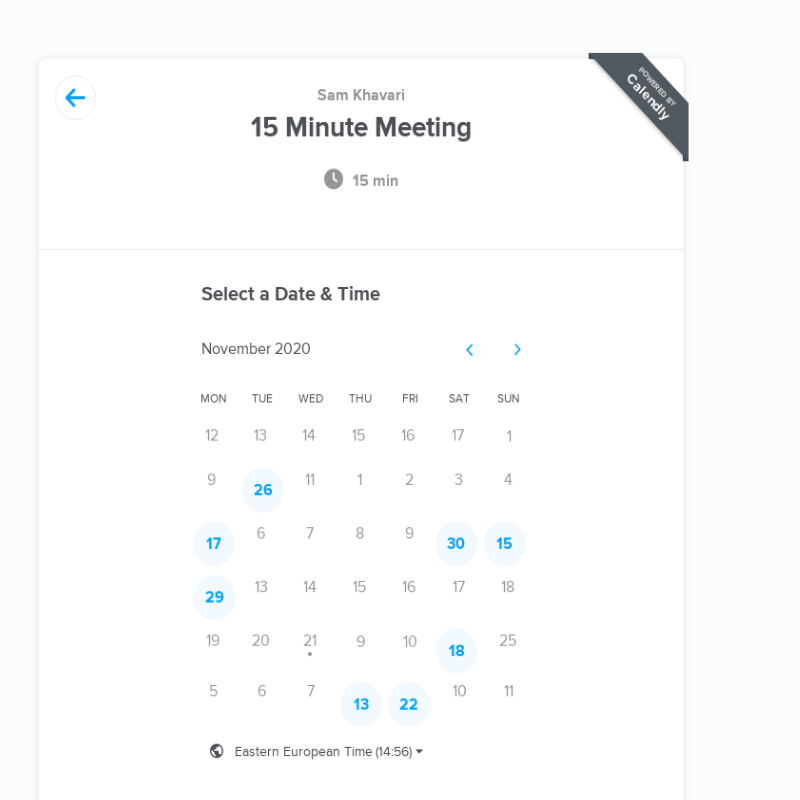 POWERED BY
Calendly
Sam Khavari
15 Minute Meeting
15 min
Select a Date & Time
November 2020
MON TUE WED THU FRI SAT SUN
12 13 14 15 16 17 1
9 26 11 1 2 3 4
17 6 7 8 9 30 15
29 13 14 15 16 17 18
19 20 21 9 10 18 25
5 6 7 13 22 10 11
Eastern European Time (14:56)